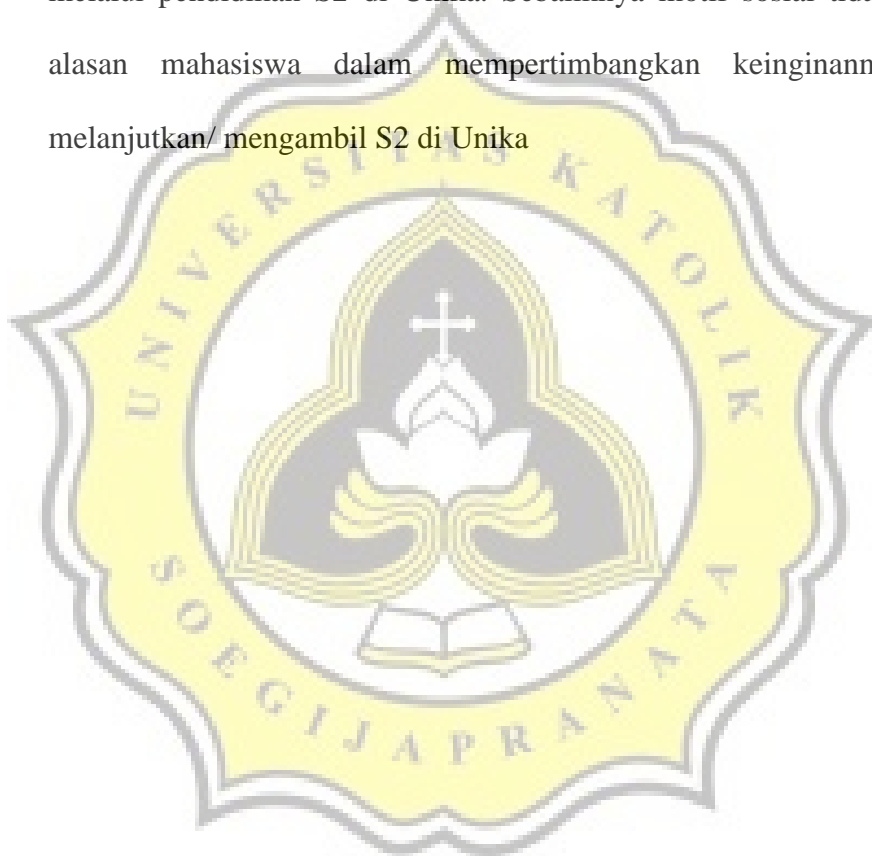 melalui pendidikan S2 di Unika. Sebaliknya motif sosial
alasan mahasiswa dalam mempertimbangkan keinginann
melanjutkan/ mengambil S2 di Unika
UNIVERSITAS KATOLIK
SOEGIJAPRANATA